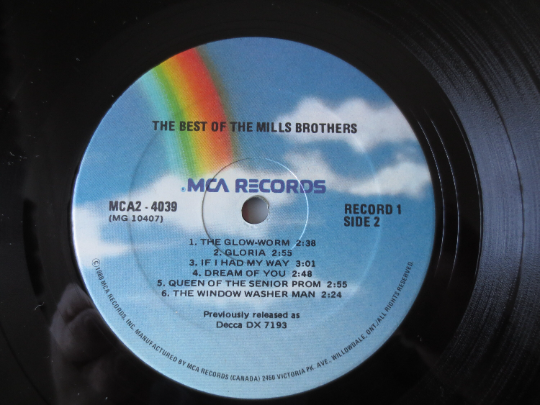 THE BEST OF THE MILLS BROTHERS
MCA RECORDS
MCA2 - 4039
(MG 10407)
RECORD 1
SIDE 2
1. THE GLOW-WORM 2:38
2. GLORIA 2:55
3. IF I HAD MY WAY 3:01
4. DREAM OF YOU 2:48
5. QUEEN OF THE SENIOR PROM 2:55
6. THE WINDOW WASHER MAN 2:24
Previously released as
Decca DX 7193
MCA RECORDS, INC. MANUFACTURED BY MCA RECORDS (CANADA) 2450 VICTORIA PK. AVE., WILLOWDALE, ONT./ALL RIGHTS RESERVED